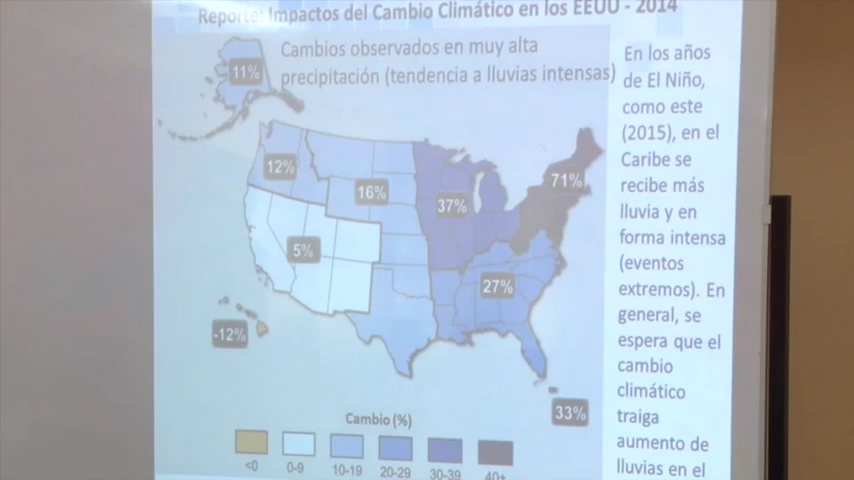 Reporte: Impactos del Cambio Climático en los EEUU - 2014
Cambios observados en muy alta
precipitación (tendencia a lluvias intensas)
11%
12%
16%
37%
71%
5%
27%
-12%
33%
Cambio (%)
<0
0-9
10-19
20-29
30-39
40+
En los años
de El Niño,
como este
(2015), en el
Caribe se
recibe más
lluvia y en
forma intensa
(eventos
extremos). En
general, se
espera que el
cambio
climático
traiga
aumento de
lluvias en el